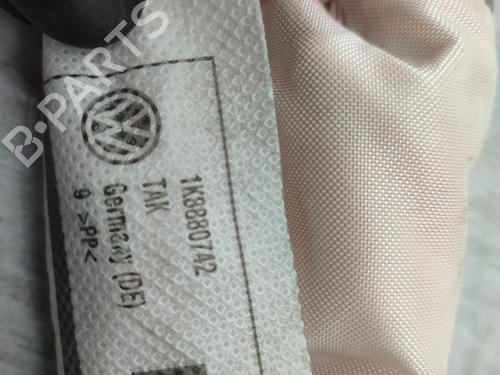 B-PARTS
1K8880742
TAK
Germany (DE)
9 >PP<